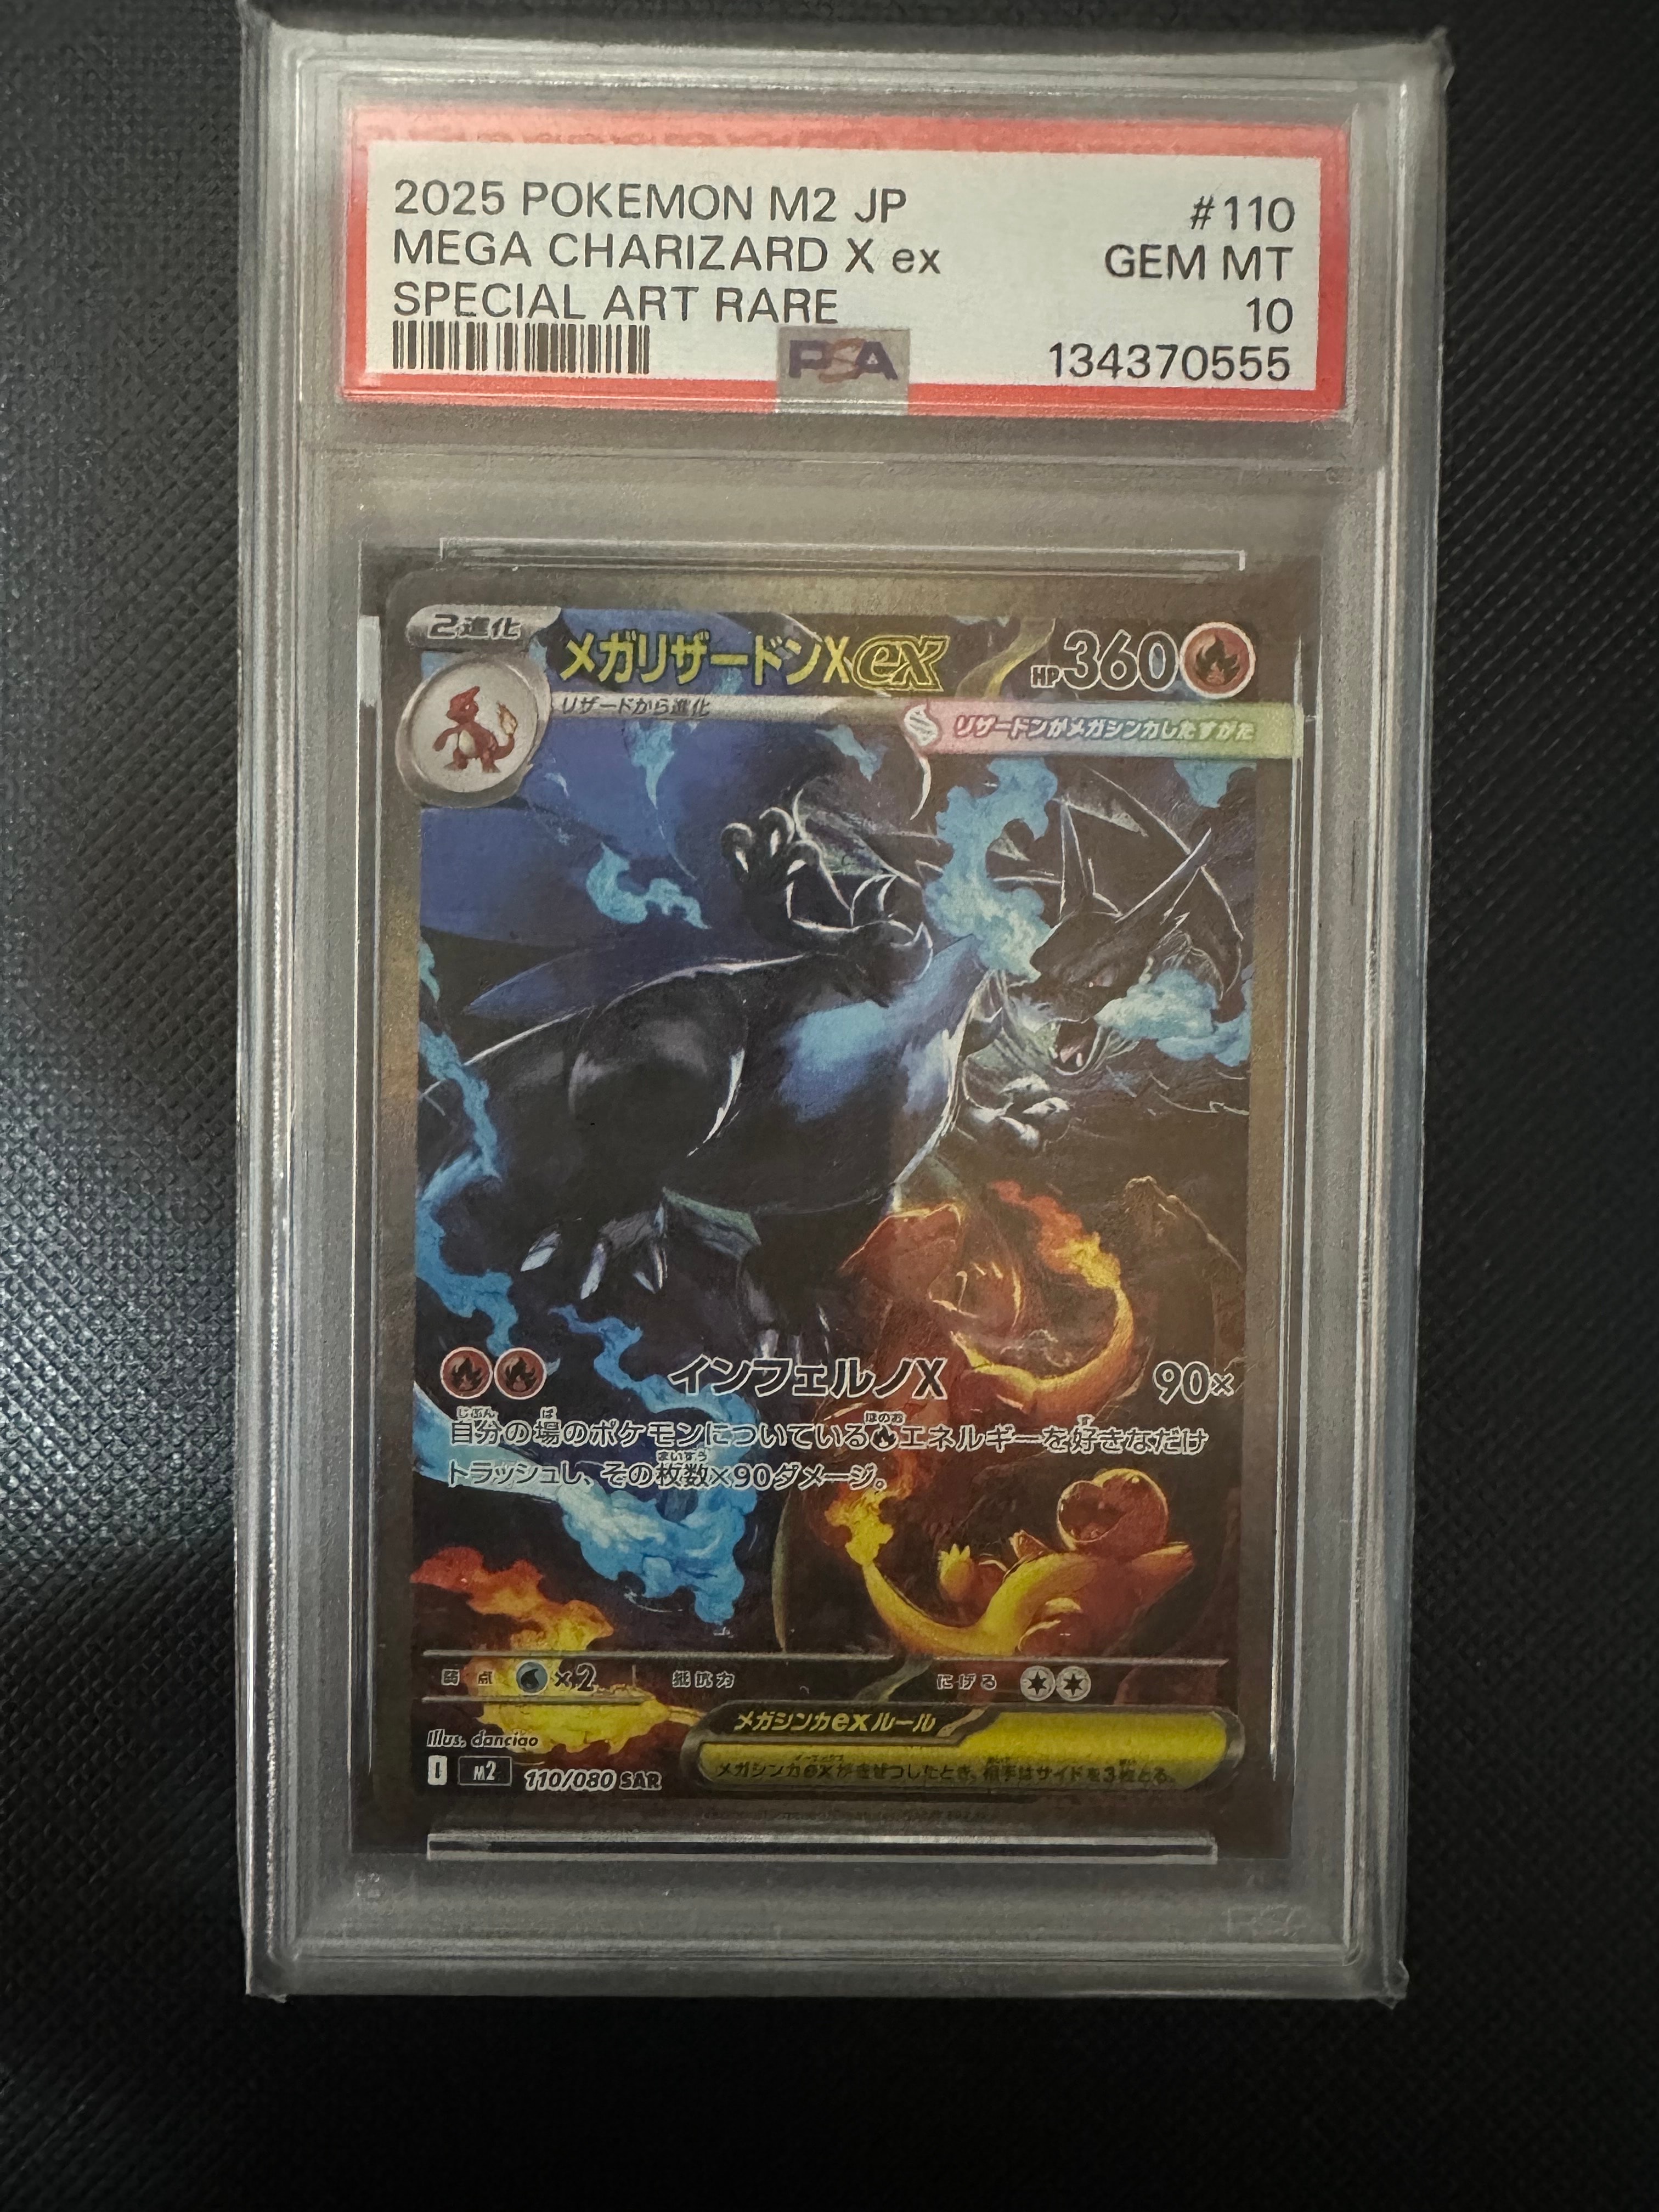 2025 POKEMON M2 JP #110
MEGA CHARIZARD X ex GEM MT
SPECIAL ART RARE 10
PSA 134370555
2進化 メガリザードンXex HP360
リザードから進化 リザードンがメガシンカしたすがた
インフェルノX 90×
自分の場のポケモンについているエネルギーを好きなだけ
トラッシュし、その枚数×90ダメージ。
弱点 ×2 抵抗力 にげる
メガシンカexルール
メガシンカexがきぜつしたとき、相手はサイドを3枚とる。
Illus. danciao
I M2 110/080 SAR